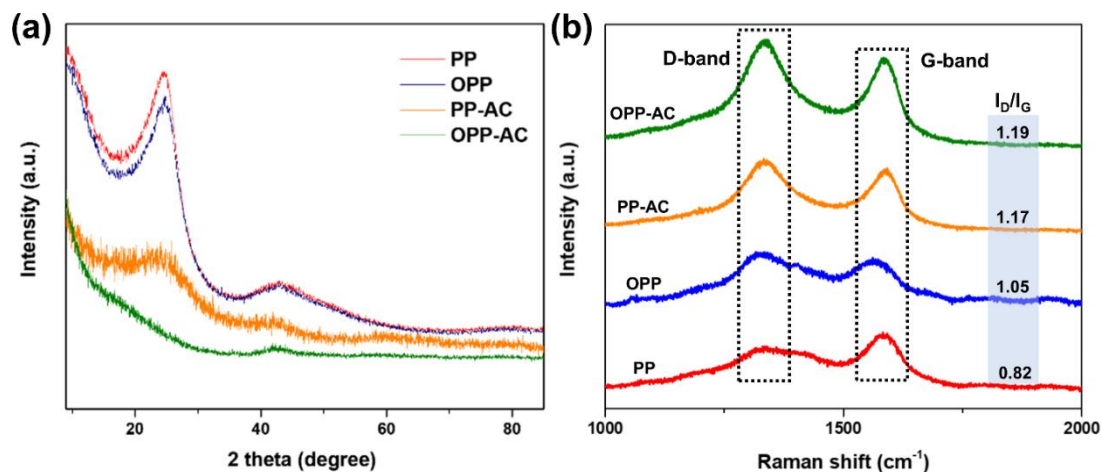 (a)
PP
OPP
PP-AC
OPP-AC
Intensity (a.u.)
20
40
60
80
2 theta (degree)
(b)
D-band
G-band
I_D/I_G
OPP-AC
1.19
PP-AC
1.17
OPP
1.05
PP
0.82
Intensity (a.u.)
1000
1500
2000
Raman shift (cm⁻¹)